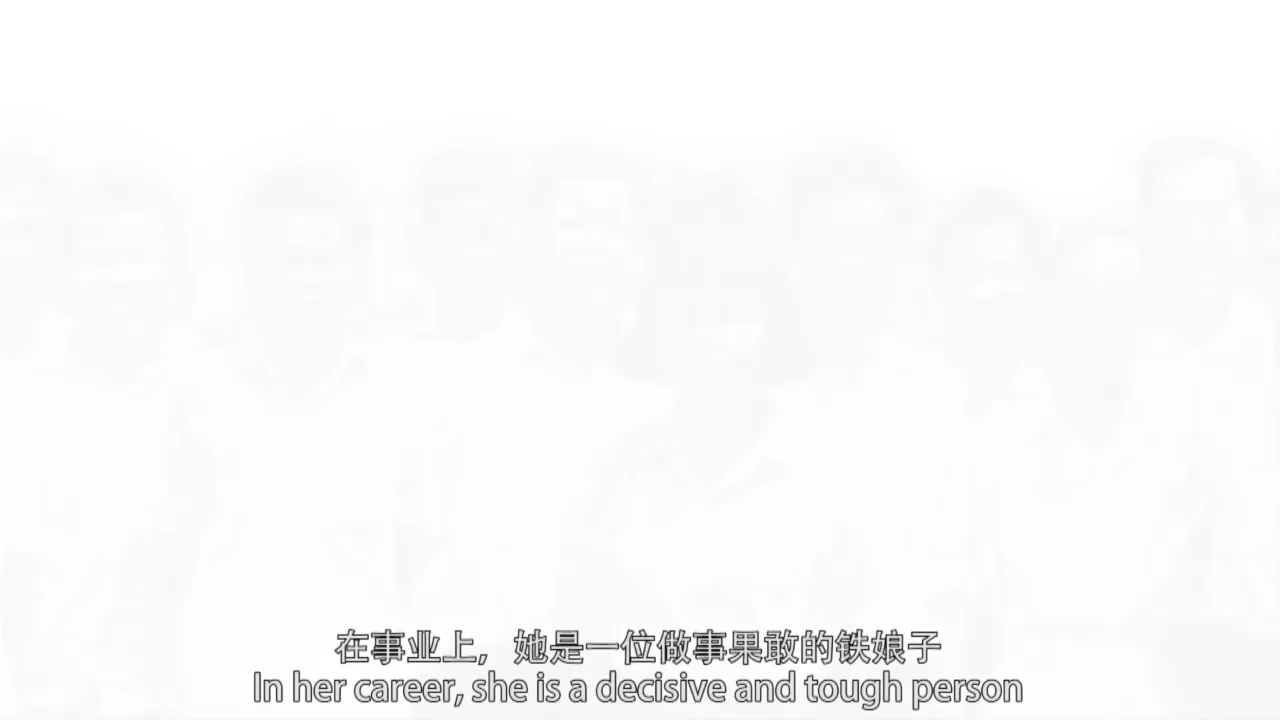 在事业上，她是一位做事果敢的铁娘子
In her career, she is a decisive and tough person